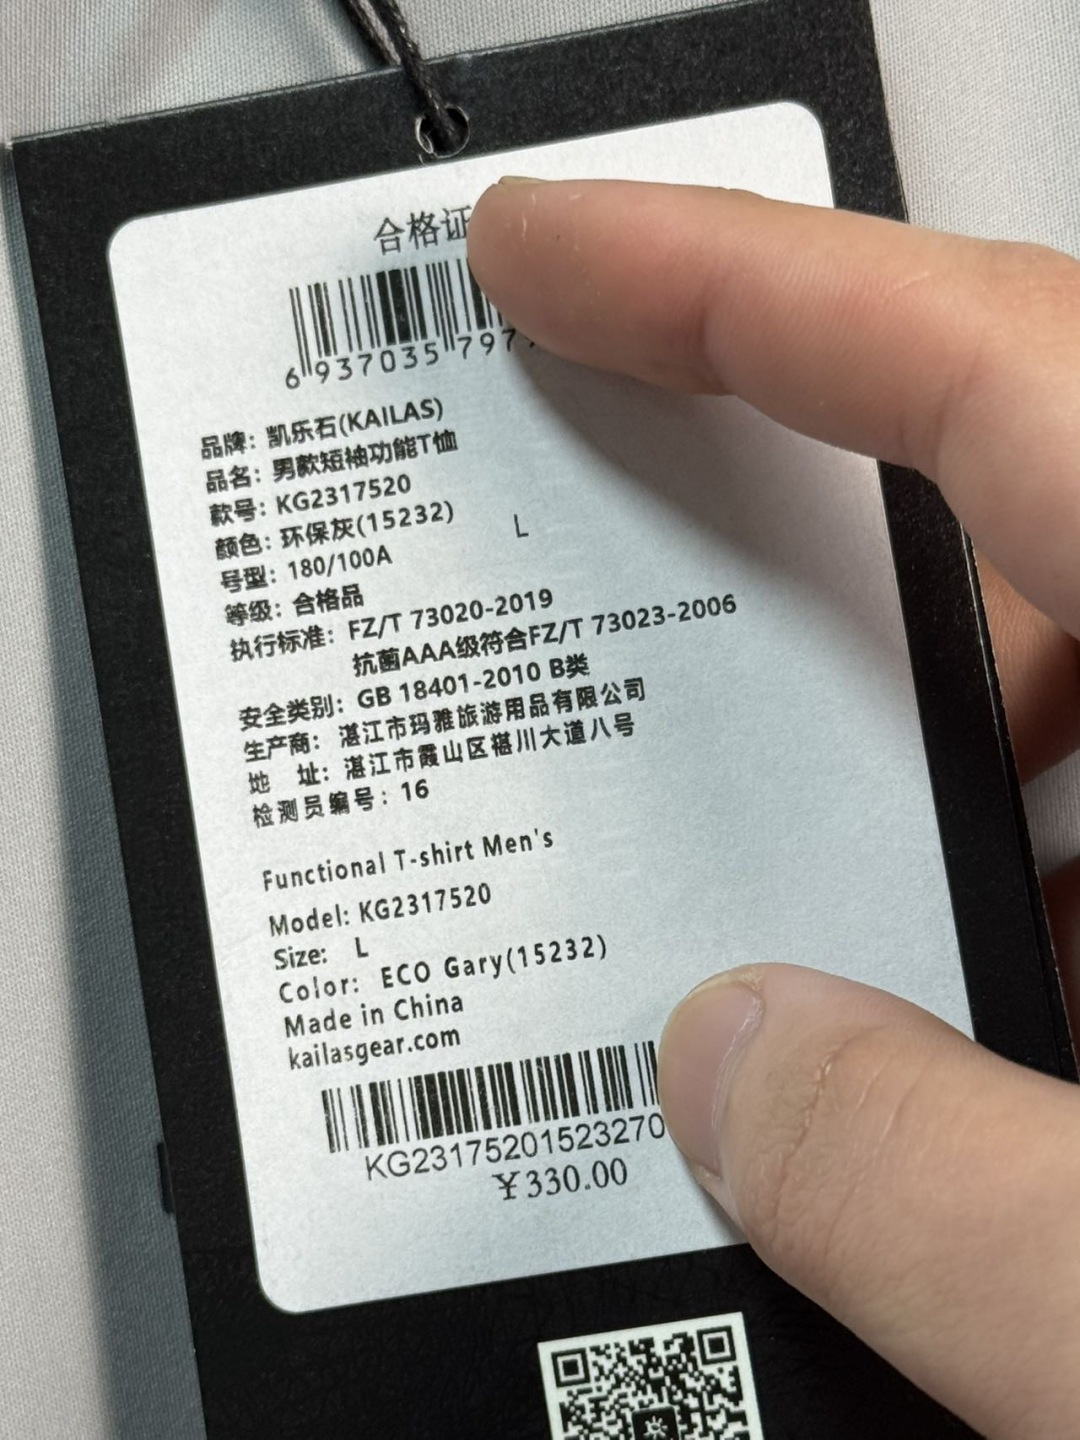 合格证
6 937035 797
品牌：凯乐石(KAILAS)
品名：男款短袖功能T恤
款号：KG2317520
颜色：环保灰(15232)
号型：180/100A L
等级：合格品
执行标准：FZ/T 73020-2019
抗菌AAA级符合FZ/T 73023-2006
安全类别：GB 18401-2010 B类
生产商：湛江市玛雅旅游用品有限公司
地 址：湛江市霞山区椹川大道八号
检测员编号：16
Functional T-shirt Men's
Model: KG2317520
Size: L
Color: ECO Gary(15232)
Made in China
kailasgear.com
KG23175201523270
¥330.00